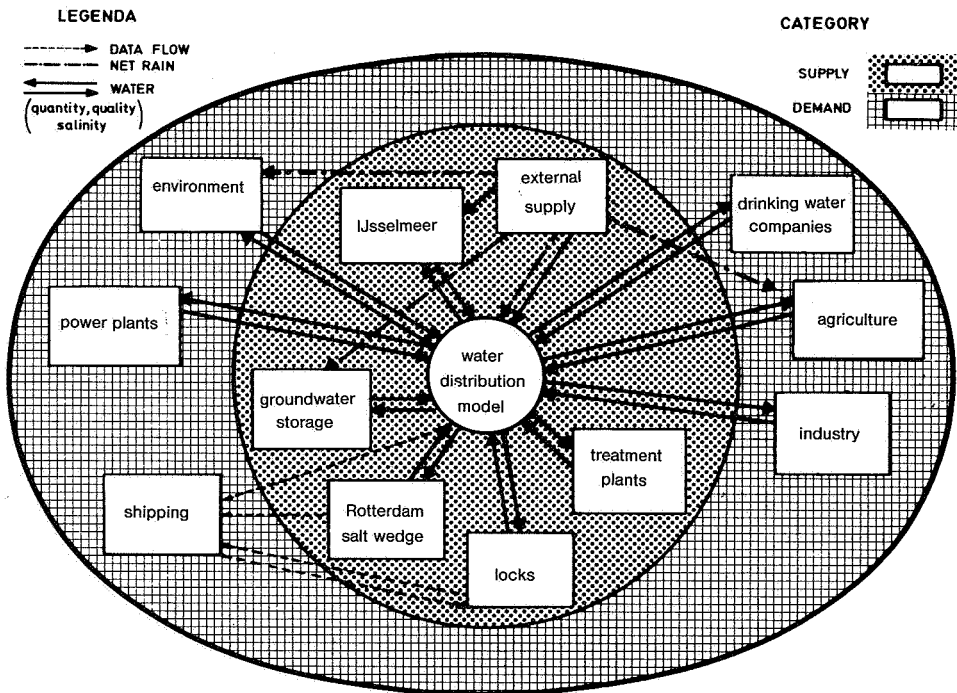 LEGENDA
DATA FLOW
NET RAIN
WATER
(quantity, quality
salinity)
CATEGORY
SUPPLY
DEMAND
environment
IJsselmeer
external
supply
drinking water
companies
power plants
agriculture
water
distribution
model
groundwater
storage
industry
treatment
plants
shipping
Rotterdam
salt wedge
locks